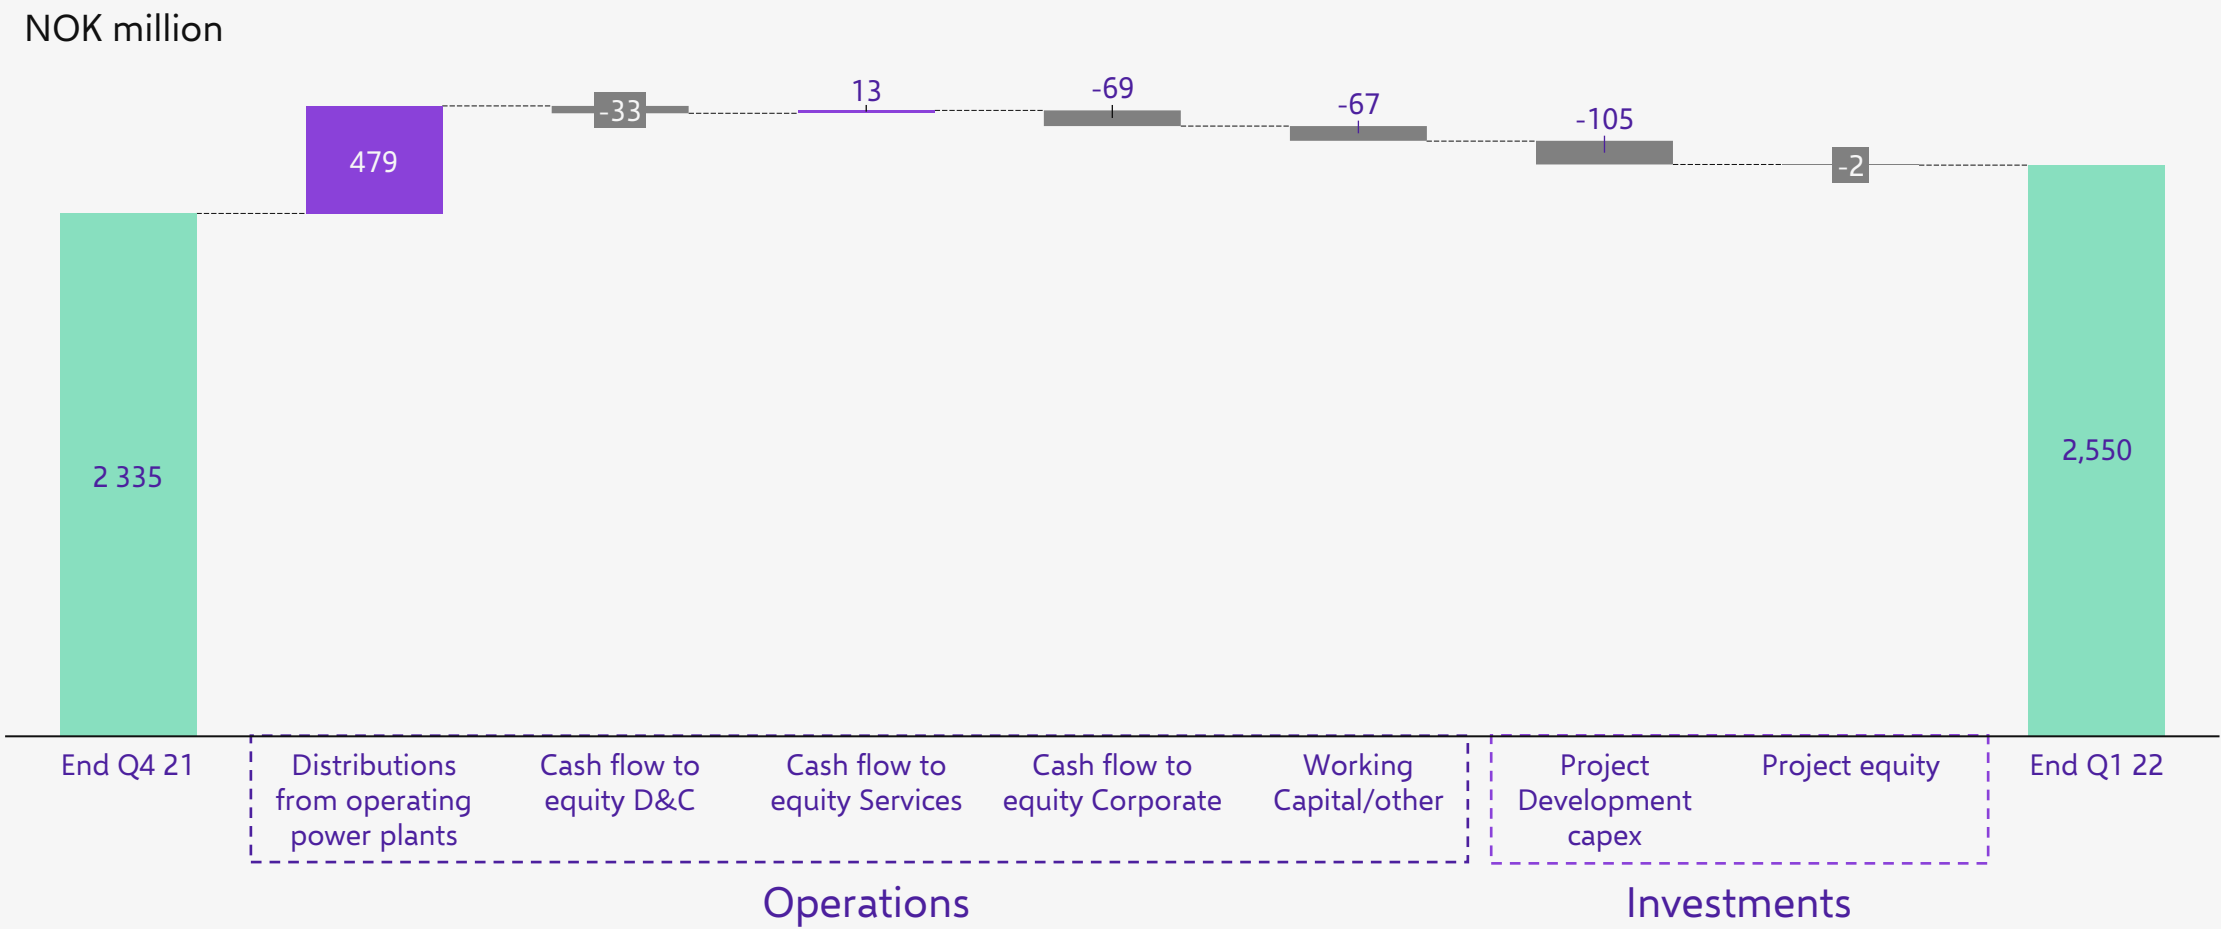 NOK million
2 335
479
-33
13
-69
-67
-105
-2
2,550
End Q4 21
Distributions
from operating
power plants
Cash flow to
equity D&C
Cash flow to
equity Services
Cash flow to
equity Corporate
Working
Capital/other
Project
Development
capex
Project equity
End Q1 22
Operations
Investments